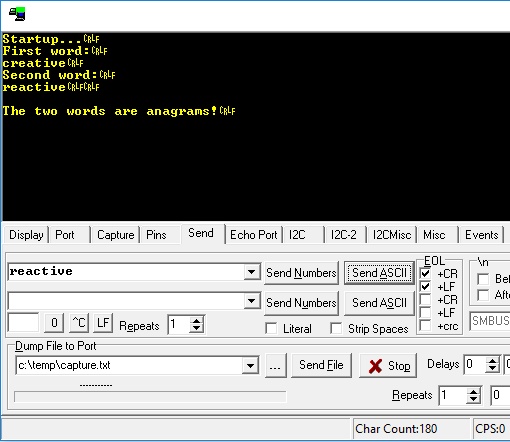 Startup...CRLF
First word:CRLF
creativeCRLF
Second word:CRLF
reactiveCRLFCRLF
The two words are anagrams!CRLF
Display Port Capture Pins Send Echo Port I2C I2C-2 I2CMisc Misc Events
EOL \n
reactive Send Numbers Send ASCII +CR Bef
+LF Afte
Send Numbers Send ASCII +CR
+LF SMBUS
0 ^C LF Repeats 1 Literal Strip Spaces +crc
Dump File to Port
c:\temp\capture.txt ... Send File Stop Delays 0 0
-----------
Repeats 1 0
Char Count:180 CPS:0